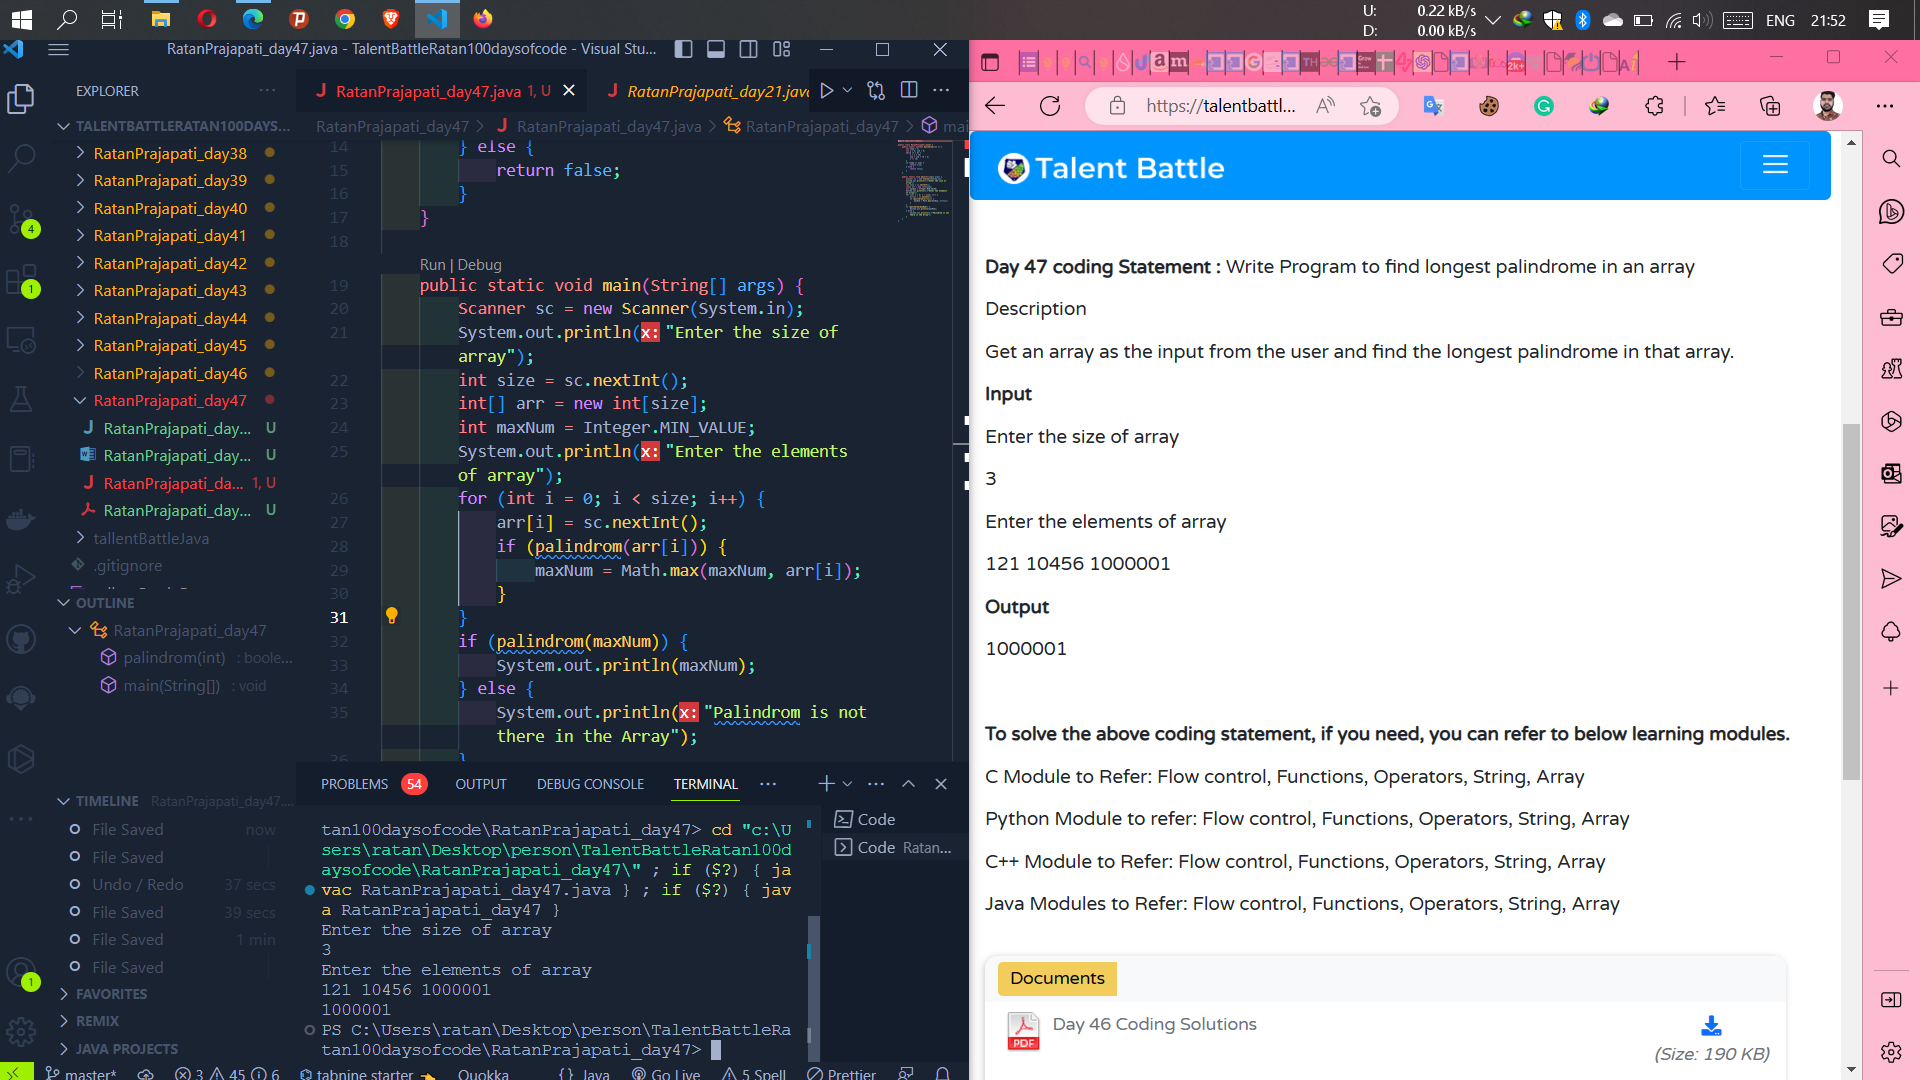 U: 0.22 kB/s
D: 0.00 kB/s
ENG 21:52
RatanPrajapati_day47.java - TalentBattleRatan100daysofcode - Visual Stu...
EXPLORER
RatanPrajapati_day47.java 1, U
RatanPrajapati_day21.java
TALENTBATTLERATAN100DAYS...
RatanPrajapati_day47 > RatanPrajapati_day47.java > RatanPrajapati_day47 >
RatanPrajapati_day38
RatanPrajapati_day39
RatanPrajapati_day40
RatanPrajapati_day41
RatanPrajapati_day42
RatanPrajapati_day43
RatanPrajapati_day44
RatanPrajapati_day45
RatanPrajapati_day46
RatanPrajapati_day47
RatanPrajapati_day... U
RatanPrajapati_day... U
RatanPrajapati_da... 1, U
RatanPrajapati_day... U
tallentBattleJava
.gitignore
OUTLINE
RatanPrajapati_day47
palindrom(int) : boole...
main(String[]) : void
TIMELINE RatanPrajapati_day47....
File Saved now
File Saved
Undo / Redo 37 secs
File Saved 39 secs
File Saved 1 min
File Saved
FAVORITES
REMIX
JAVA PROJECTS
14 } else {
15 return false;
16 }
17 }
18
Run | Debug
19 public static void main(String[] args) {
20 Scanner sc = new Scanner(System.in);
21 System.out.println(x: "Enter the size of
array");
22 int size = sc.nextInt();
23 int[] arr = new int[size];
24 int maxNum = Integer.MIN_VALUE;
25 System.out.println(x: "Enter the elements
of array");
26 for (int i = 0; i < size; i++) {
27 arr[i] = sc.nextInt();
28 if (palindrom(arr[i])) {
29 maxNum = Math.max(maxNum, arr[i]);
30 }
31 }
32 if (palindrom(maxNum)) {
33 System.out.println(maxNum);
34 } else {
35 System.out.println(x: "Palindrom is not
there in the Array");
36 }
PROBLEMS 54 OUTPUT DEBUG CONSOLE TERMINAL
tan100daysofcode\RatanPrajapati_day47> cd "c:\U
sers\ratan\Desktop\person\TalentBattleRatan100d
aysofcode\RatanPrajapati_day47\" ; if ($?) { ja
vac RatanPrajapati_day47.java } ; if ($?) { jav
a RatanPrajapati_day47 }
Enter the size of array
3
Enter the elements of array
121 10456 1000001
1000001
PS C:\Users\ratan\Desktop\person\TalentBattleRa
tan100daysofcode\RatanPrajapati_day47>
Code
Code Ratan...
master* 3 45 6 tabnine starter Quokka {} Java Go Live 5 Spell Prettier
https://talentbattl...
Talent Battle
Day 47 coding Statement : Write Program to find longest palindrome in an array
Description
Get an array as the input from the user and find the longest palindrome in that array.
Input
Enter the size of array
3
Enter the elements of array
121 10456 1000001
Output
1000001
To solve the above coding statement, if you need, you can refer to below learning modules.
C Module to Refer: Flow control, Functions, Operators, String, Array
Python Module to refer: Flow control, Functions, Operators, String, Array
C++ Module to Refer: Flow control, Functions, Operators, String, Array
Java Modules to Refer: Flow control, Functions, Operators, String, Array
Documents
PDF
Day 46 Coding Solutions
(Size: 190 KB)